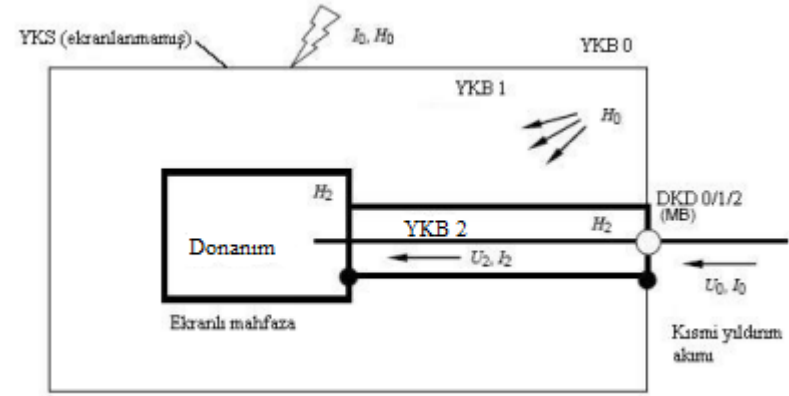 YKS (ekranlanmamış)
I0, H0
YKB 0
YKB 1
H0
H2
DKD 0/1/2
(MB)
YKB 2
H2
Donanım
U2, I2
U0, I0
Ekranlı mahfaza
Kısmi yıldırım
akımı